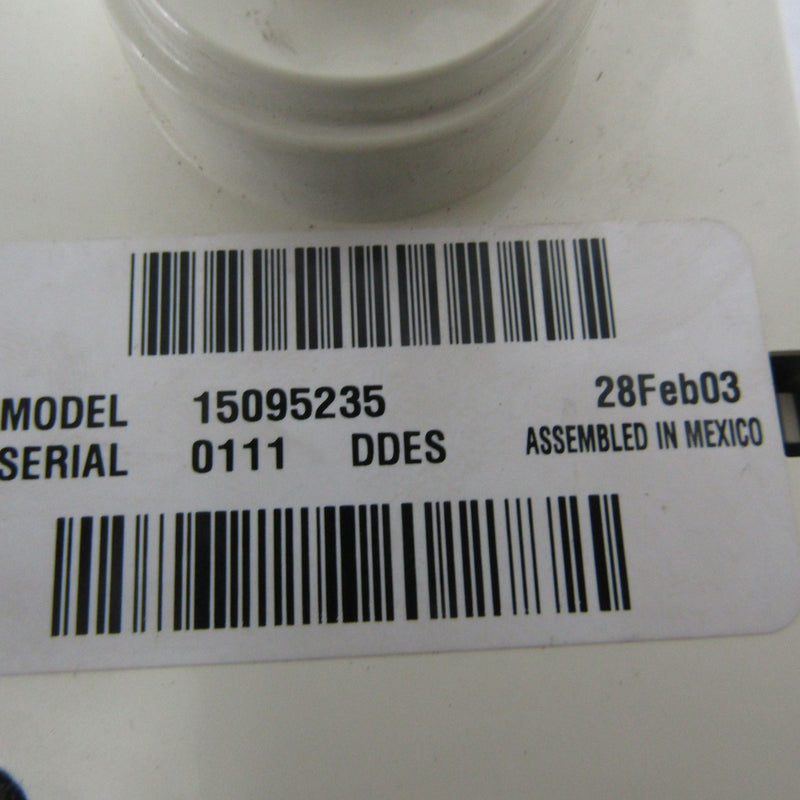 MODEL 15095235 28Feb03
SERIAL 0111 DDES ASSEMBLED IN MEXICO